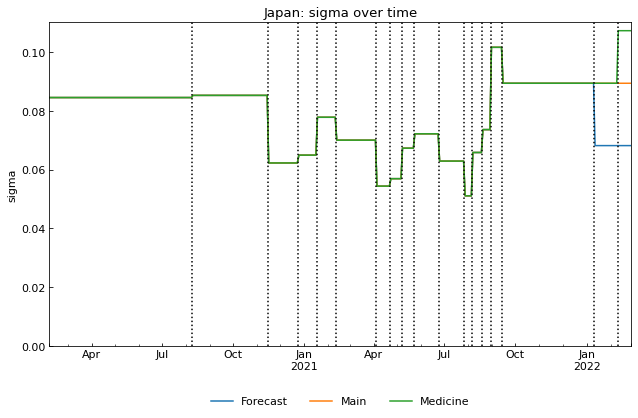 Japan: sigma over time
sigma
0.10
0.08
0.06
0.04
0.02
0.00
Apr Jul Oct Jan Apr Jul Oct Jan
2021 2022
Forecast Main Medicine